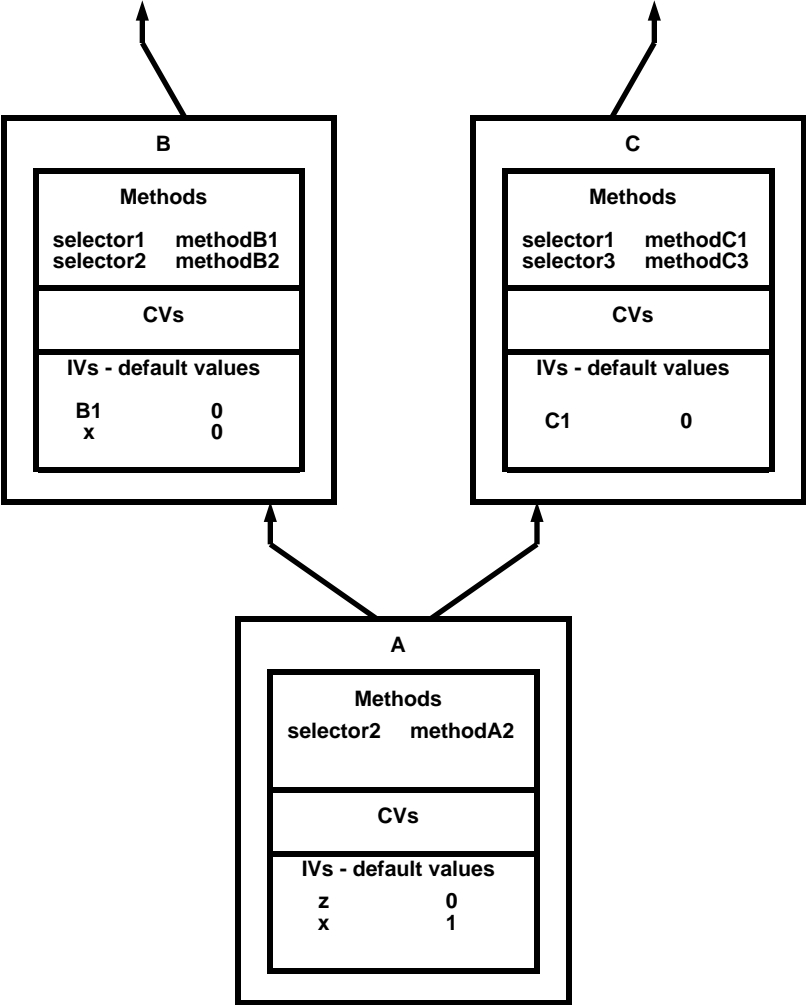 B
Methods
selector1 methodB1
selector2 methodB2
CVs
IVs - default values
B1 0
x 0
C
Methods
selector1 methodC1
selector3 methodC3
CVs
IVs - default values
C1 0
A
Methods
selector2 methodA2
CVs
IVs - default values
z 0
x 1